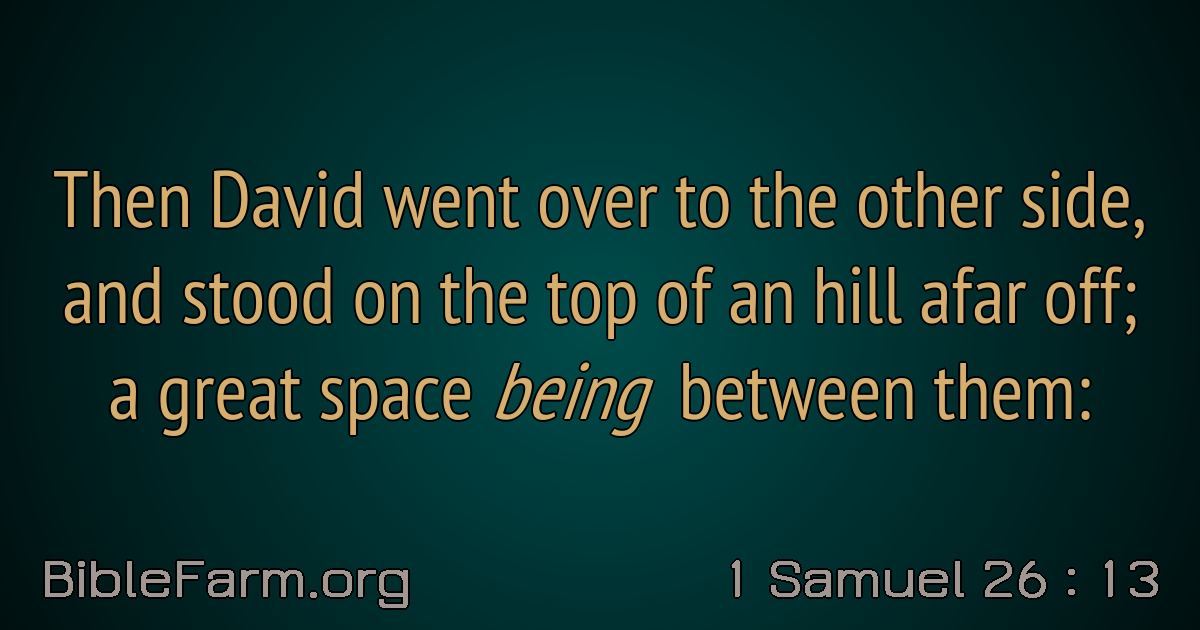 Then David went over to the other side,
and stood on the top of an hill afar off;
a great space being between them:
BibleFarm.org
1 Samuel 26 : 13